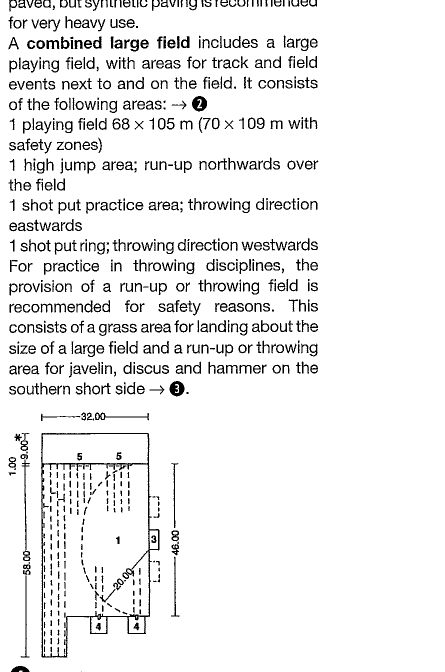 paved, but synthetic paving is recommended
for very heavy use.
A combined large field includes a large
playing field, with areas for track and field
events next to and on the field. It consists
of the following areas: → ❷
1 playing field 68 × 105 m (70 × 109 m with
safety zones)
1 high jump area; run-up northwards over
the field
1 shot put practice area; throwing direction
eastwards
1 shot put ring; throwing direction westwards
For practice in throwing disciplines, the
provision of a run-up or throwing field is
recommended for safety reasons. This
consists of a grass area for landing about the
size of a large field and a run-up or throwing
area for javelin, discus and hammer on the
southern short side → ❸.
32.00
*
9.00
1.00
5 5
1
3
46.00
58.00
20.00
4 4